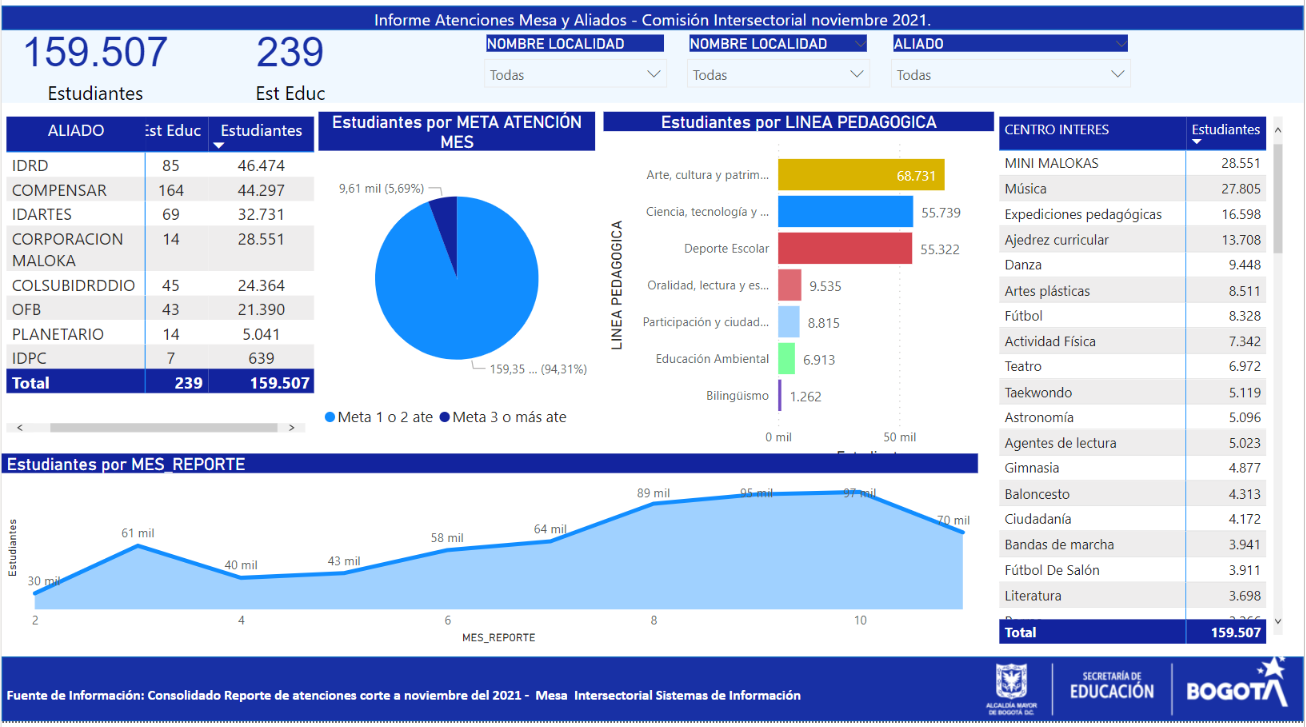 Informe Atenciones Mesa y Aliados - Comisión Intersectorial noviembre 2021.
159.507
Estudiantes
239
Est Educ
NOMBRE LOCALIDAD
Todas
NOMBRE LOCALIDAD
Todas
ALIADO
Todas
ALIADO Est Educ Estudiantes
IDRD 85 46.474
COMPENSAR 164 44.297
IDARTES 69 32.731
CORPORACION MALOKA 14 28.551
COLSUBIDRDDIO 45 24.364
OFB 43 21.390
PLANETARIO 14 5.041
IDPC 7 639
Total 239 159.507
Estudiantes por META ATENCIÓN
MES
9,61 mil (5,69%)
159,35 ... (94,31%)
Meta 1 o 2 ate Meta 3 o más ate
Estudiantes por LINEA PEDAGOGICA
LINEA PEDAGOGICA
Arte, cultura y patrim... 68.731
Ciencia, tecnología y ... 55.739
Deporte Escolar 55.322
Oralidad, lectura y es... 9.535
Participación y ciudad... 8.815
Educación Ambiental 6.913
Bilingüismo 1.262
0 mil 50 mil
CENTRO INTERES Estudiantes
MINI MALOKAS 28.551
Música 27.805
Expediciones pedagógicas 16.598
Ajedrez curricular 13.708
Danza 9.448
Artes plásticas 8.511
Fútbol 8.328
Actividad Física 7.342
Teatro 6.972
Taekwondo 5.119
Astronomía 5.096
Agentes de lectura 5.023
Gimnasia 4.877
Baloncesto 4.313
Ciudadanía 4.172
Bandas de marcha 3.941
Fútbol De Salón 3.911
Literatura 3.698
Total 159.507
Estudiantes por MES_REPORTE
Estudiantes
30 mil
61 mil
40 mil
43 mil
58 mil
64 mil
89 mil
95 mil
97 mil
70 mil
2 4 6 8 10
MES_REPORTE
Fuente de Información: Consolidado Reporte de atenciones corte a noviembre del 2021 - Mesa Intersectorial Sistemas de Información
ALCALDÍA MAYOR
DE BOGOTÁ D.C.
SECRETARÍA DE
EDUCACIÓN
BOGOTÁ